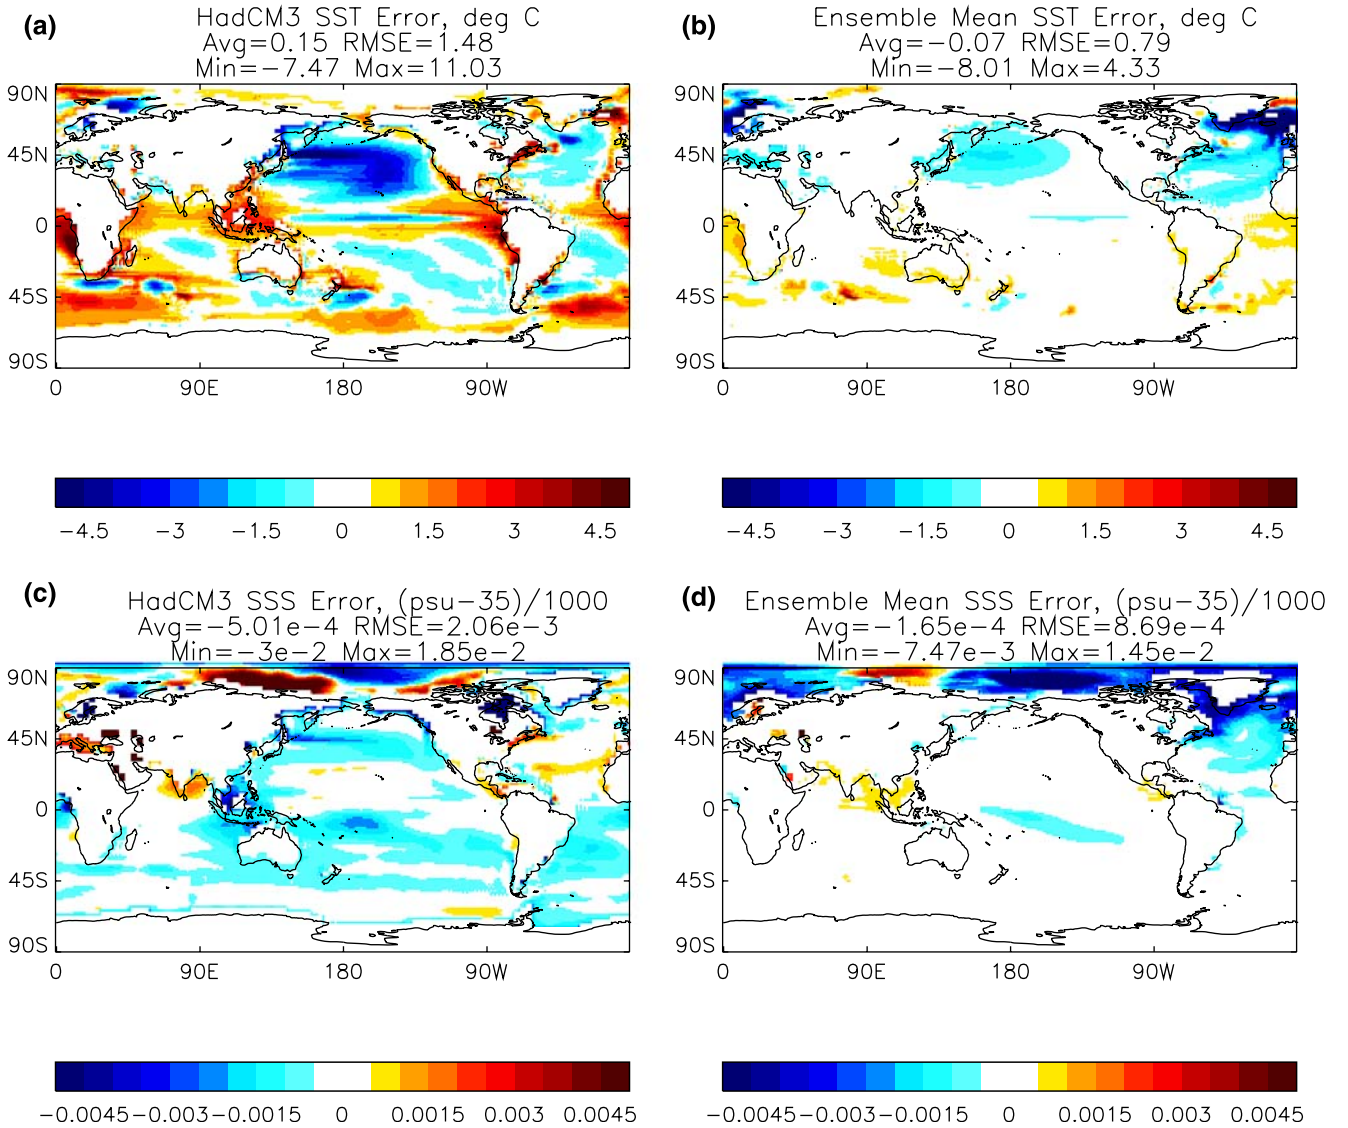 (a)
HadCM3 SST Error, deg C
Avg=0.15 RMSE=1.48
Min=−7.47 Max=11.03
90N
45N
0
45S
90S
0 90E 180 90W
−4.5 −3 −1.5 0 1.5 3 4.5
(b)
Ensemble Mean SST Error, deg C
Avg=−0.07 RMSE=0.79
Min=−8.01 Max=4.33
90N
45N
0
45S
90S
0 90E 180 90W
−4.5 −3 −1.5 0 1.5 3 4.5
(c)
HadCM3 SSS Error, (psu−35)/1000
Avg=−5.01e−4 RMSE=2.06e−3
Min=−3e−2 Max=1.85e−2
90N
45N
0
45S
90S
0 90E 180 90W
−0.0045 −0.003 −0.0015 0 0.0015 0.003 0.0045
(d)
Ensemble Mean SSS Error, (psu−35)/1000
Avg=−1.65e−4 RMSE=8.69e−4
Min=−7.47e−3 Max=1.45e−2
90N
45N
0
45S
90S
0 90E 180 90W
−0.0045 −0.003 −0.0015 0 0.0015 0.003 0.0045